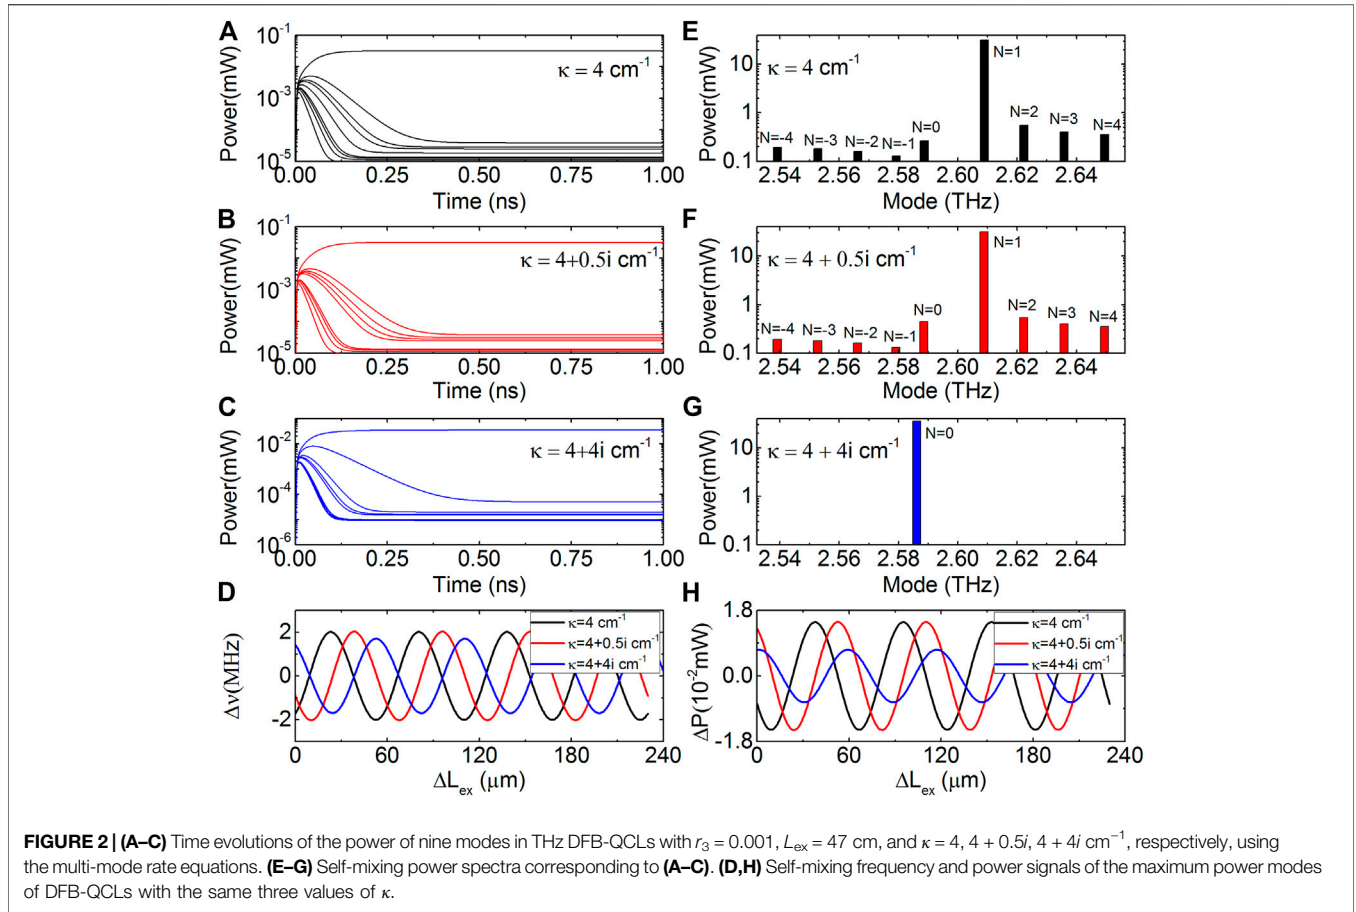 A
Power(mW)
10⁻¹
10⁻³
10⁻⁵
κ = 4 cm⁻¹
0.00 0.25 0.50 0.75 1.00
Time (ns)
E
Power(mW)
10
1
0.1
κ = 4 cm⁻¹
N=-4 N=-3 N=-2 N=-1 N=0 N=1 N=2 N=3 N=4
2.54 2.56 2.58 2.60 2.62 2.64
Mode (THz)
B
Power(mW)
10⁻¹
10⁻³
10⁻⁵
κ = 4+0.5i cm⁻¹
0.00 0.25 0.50 0.75 1.00
Time (ns)
F
Power(mW)
10
1
0.1
κ = 4 + 0.5i cm⁻¹
N=-4 N=-3 N=-2 N=-1 N=0 N=1 N=2 N=3 N=4
2.54 2.56 2.58 2.60 2.62 2.64
Mode (THz)
C
Power(mW)
10⁻²
10⁻⁴
10⁻⁶
κ = 4+4i cm⁻¹
0.00 0.25 0.50 0.75 1.00
Time (ns)
G
Power(mW)
10
1
0.1
κ = 4 + 4i cm⁻¹
N=0
2.54 2.56 2.58 2.60 2.62 2.64
Mode (THz)
D
Δν(MHz)
2
0
-2
κ=4 cm⁻¹
κ=4+0.5i cm⁻¹
κ=4+4i cm⁻¹
0 60 120 180 240
ΔLₑₓ (μm)
H
ΔP(10⁻²mW)
1.8
0.0
-1.8
κ=4 cm⁻¹
κ=4+0.5i cm⁻¹
κ=4+4i cm⁻¹
0 60 120 180 240
ΔLₑₓ (μm)
FIGURE 2 | (A–C) Time evolutions of the power of nine modes in THz DFB-QCLs with r₃ = 0.001, Lₑₓ = 47 cm, and κ = 4, 4 + 0.5i, 4 + 4i cm⁻¹, respectively, using
the multi-mode rate equations. (E–G) Self-mixing power spectra corresponding to (A–C). (D,H) Self-mixing frequency and power signals of the maximum power modes
of DFB-QCLs with the same three values of κ.